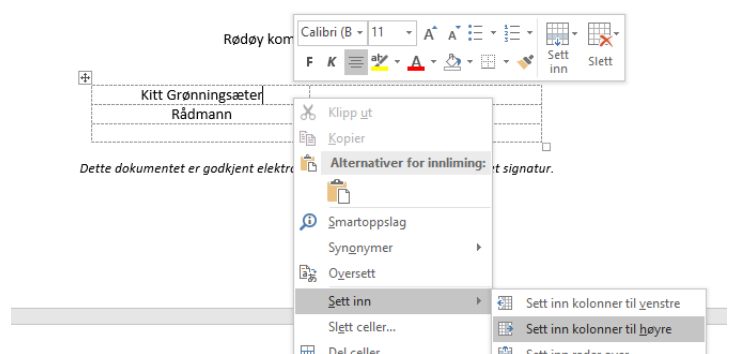 Rødøy kom
Calibri (B 11
A A
F K A
Sett inn
Slett
Kitt Grønningsæter
Rådmann
Klipp ut
Kopier
Alternativer for innliming:
Dette dokumentet er godkjent elektro et signatur.
Smartoppslag
Synonymer
Oversett
Sett inn
Sett inn kolonner til venstre
Slett celler...
Sett inn kolonner til høyre
Del celler
Sett inn rader over